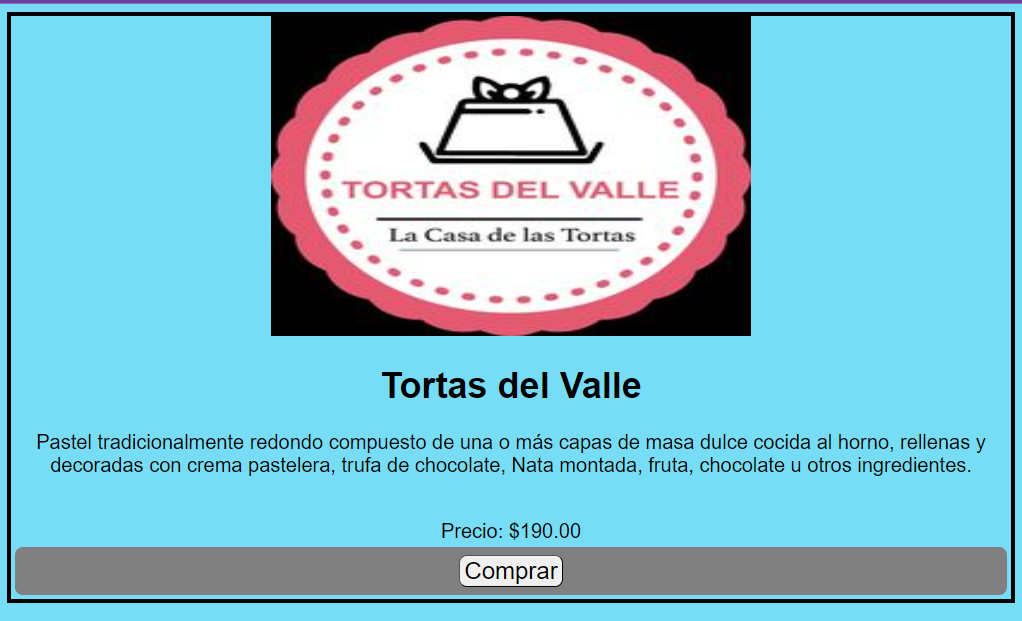 TORTAS DEL VALLE
La Casa de las Tortas
Tortas del Valle
Pastel tradicionalmente redondo compuesto de una o más capas de masa dulce cocida al horno, rellenas y
decoradas con crema pastelera, trufa de chocolate, Nata montada, fruta, chocolate u otros ingredientes.
Precio: $190.00
Comprar